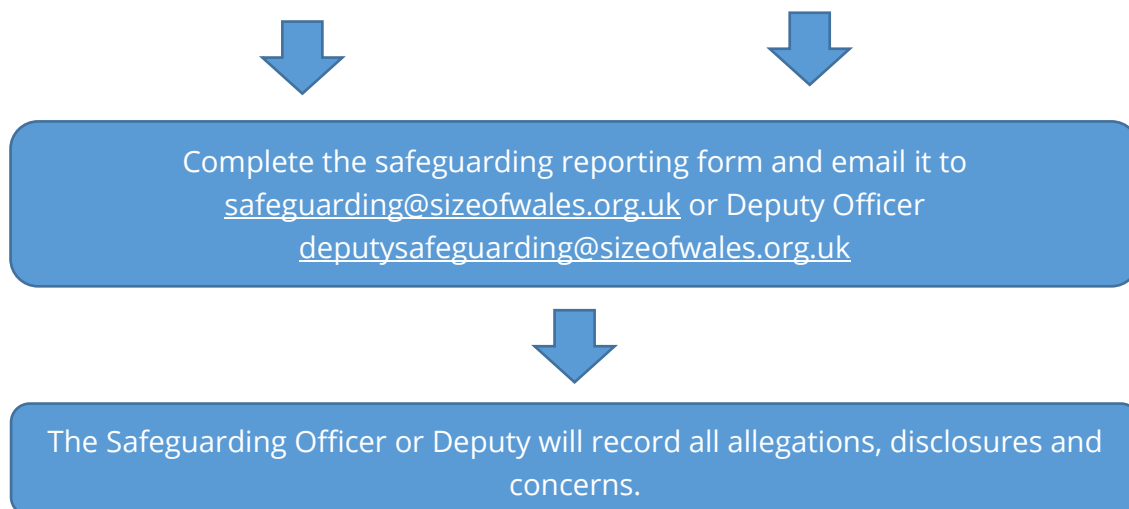 Complete the safeguarding reporting form and email it to
safeguarding@sizeofwales.org.uk or Deputy Officer
deputysafeguarding@sizeofwales.org.uk
The Safeguarding Officer or Deputy will record all allegations, disclosures and
concerns.